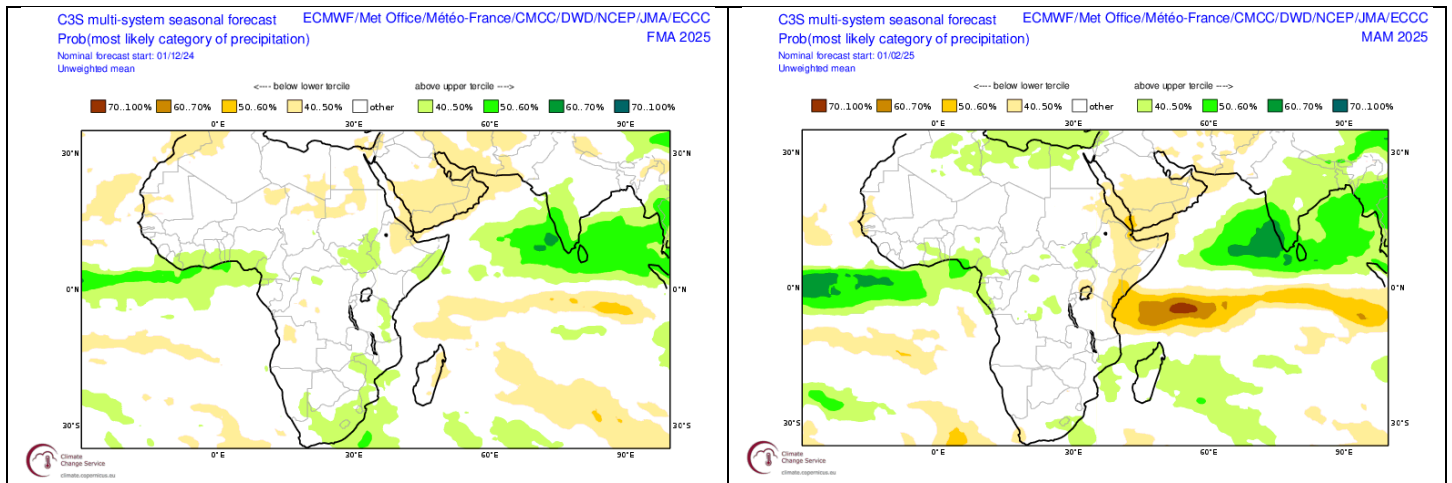 C3S multi-system seasonal forecast ECMWF/Met Office/Météo-France/CMCC/DWD/NCEP/JMA/ECCC
Prob(most likely category of precipitation) FMA 2025
Nominal forecast start: 01/12/24
Unweighted mean
<---- below lower tercile above upper tercile ---->
70..100% 60..70% 50..60% 40..50% other 40..50% 50..60% 60..70% 70..100%
0°E 30°E 60°E 90°E
30°N 30°N
0°N 0°N
30°S 30°S
0°E 30°E 60°E 90°E
Climate
Change Service
climate.copernicus.eu
C3S multi-system seasonal forecast ECMWF/Met Office/Météo-France/CMCC/DWD/NCEP/JMA/ECCC
Prob(most likely category of precipitation) MAM 2025
Nominal forecast start: 01/02/25
Unweighted mean
<---- below lower tercile above upper tercile ---->
70..100% 60..70% 50..60% 40..50% other 40..50% 50..60% 60..70% 70..100%
0°E 30°E 60°E 90°E
30°N 30°N
0°N 0°N
30°S 30°S
0°E 30°E 60°E 90°E
Climate
Change Service
climate.copernicus.eu